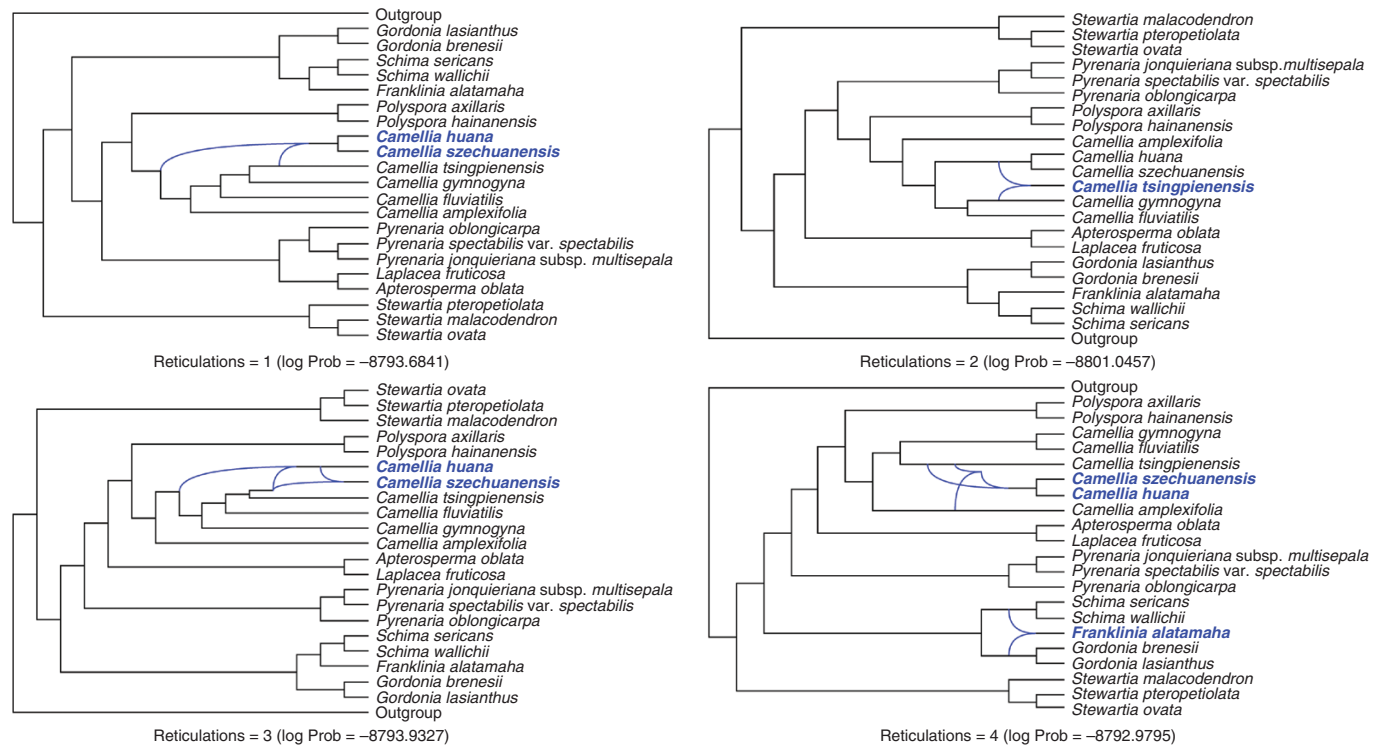 Outgroup
Gordonia lasianthus
Gordonia brenesii
Schima sericans
Schima wallichii
Franklinia alatamaha
Polyspora axillaris
Polyspora hainanensis
Camellia huana
Camellia szechuanensis
Camellia tsingpienensis
Camellia gymnogyna
Camellia fluviatilis
Camellia amplexifolia
Pyrenaria oblongicarpa
Pyrenaria spectabilis var. spectabilis
Pyrenaria jonquieriana subsp. multisepala
Laplacea fruticosa
Apterosperma oblata
Stewartia pteropetiolata
Stewartia malacodendron
Stewartia ovata
Reticulations = 1 (log Prob = –8793.6841)
Stewartia malacodendron
Stewartia pteropetiolata
Stewartia ovata
Pyrenaria jonquieriana subsp.multisepala
Pyrenaria spectabilis var. spectabilis
Pyrenaria oblongicarpa
Polyspora axillaris
Polyspora hainanensis
Camellia amplexifolia
Camellia huana
Camellia szechuanensis
Camellia tsingpienensis
Camellia gymnogyna
Camellia fluviatilis
Apterosperma oblata
Laplacea fruticosa
Gordonia lasianthus
Gordonia brenesii
Franklinia alatamaha
Schima wallichii
Schima sericans
Outgroup
Reticulations = 2 (log Prob = –8801.0457)
Stewartia ovata
Stewartia pteropetiolata
Stewartia malacodendron
Polyspora axillaris
Polyspora hainanensis
Camellia huana
Camellia szechuanensis
Camellia tsingpienensis
Camellia fluviatilis
Camellia gymnogyna
Camellia amplexifolia
Apterosperma oblata
Laplacea fruticosa
Pyrenaria jonquieriana subsp. multisepala
Pyrenaria spectabilis var. spectabilis
Pyrenaria oblongicarpa
Schima sericans
Schima wallichii
Franklinia alatamaha
Gordonia brenesii
Gordonia lasianthus
Outgroup
Reticulations = 3 (log Prob = –8793.9327)
Outgroup
Polyspora axillaris
Polyspora hainanensis
Camellia gymnogyna
Camellia fluviatilis
Camellia tsingpienensis
Camellia szechuanensis
Camellia huana
Camellia amplexifolia
Apterosperma oblata
Laplacea fruticosa
Pyrenaria jonquieriana subsp. multisepala
Pyrenaria spectabilis var. spectabilis
Pyrenaria oblongicarpa
Schima sericans
Schima wallichii
Franklinia alatamaha
Gordonia brenesii
Gordonia lasianthus
Stewartia malacodendron
Stewartia pteropetiolata
Stewartia ovata
Reticulations = 4 (log Prob = –8792.9795)